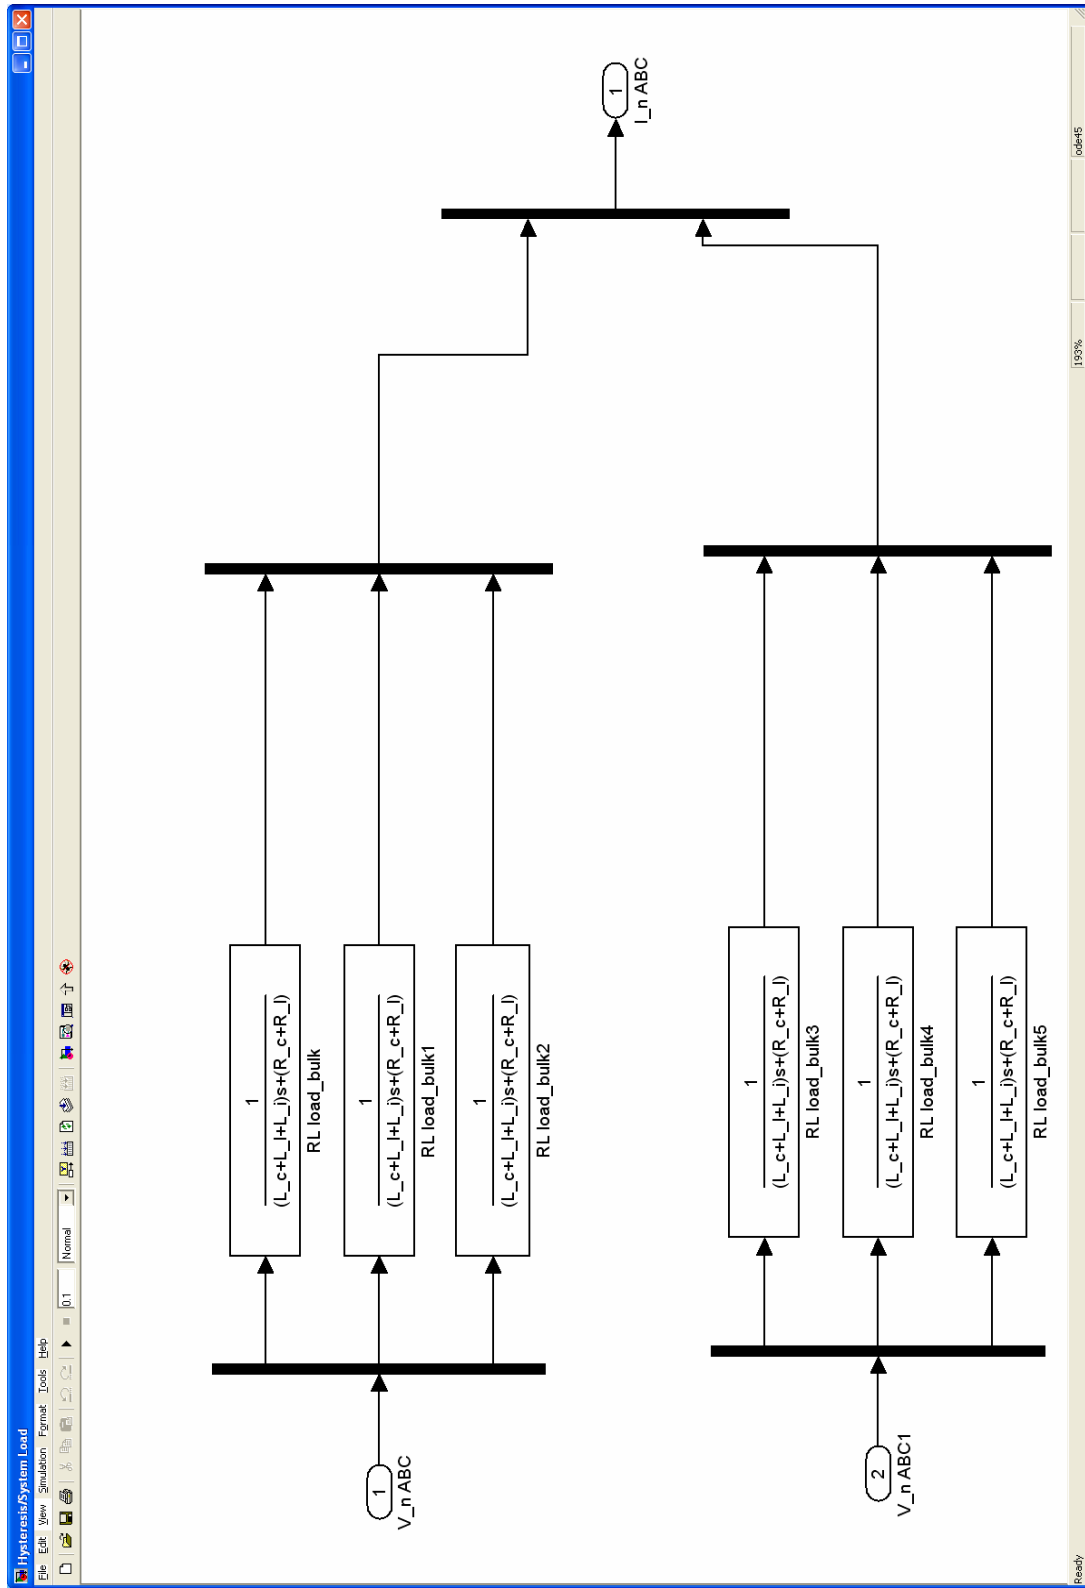 Hysteresis/System Load
File Edit View Simulation Format Tools Help
0.1 Normal
1
V_n ABC
1
(L_c+L_l+L_i)s+(R_c+R_l)
RL load_bulk
1
(L_c+L_l+L_i)s+(R_c+R_l)
RL load_bulk1
1
(L_c+L_l+L_i)s+(R_c+R_l)
RL load_bulk2
1
I_n ABC
2
V_n ABC1
1
(L_c+L_l+L_i)s+(R_c+R_l)
RL load_bulk3
1
(L_c+L_l+L_i)s+(R_c+R_l)
RL load_bulk4
1
(L_c+L_l+L_i)s+(R_c+R_l)
RL load_bulk5
Ready 193% ode45